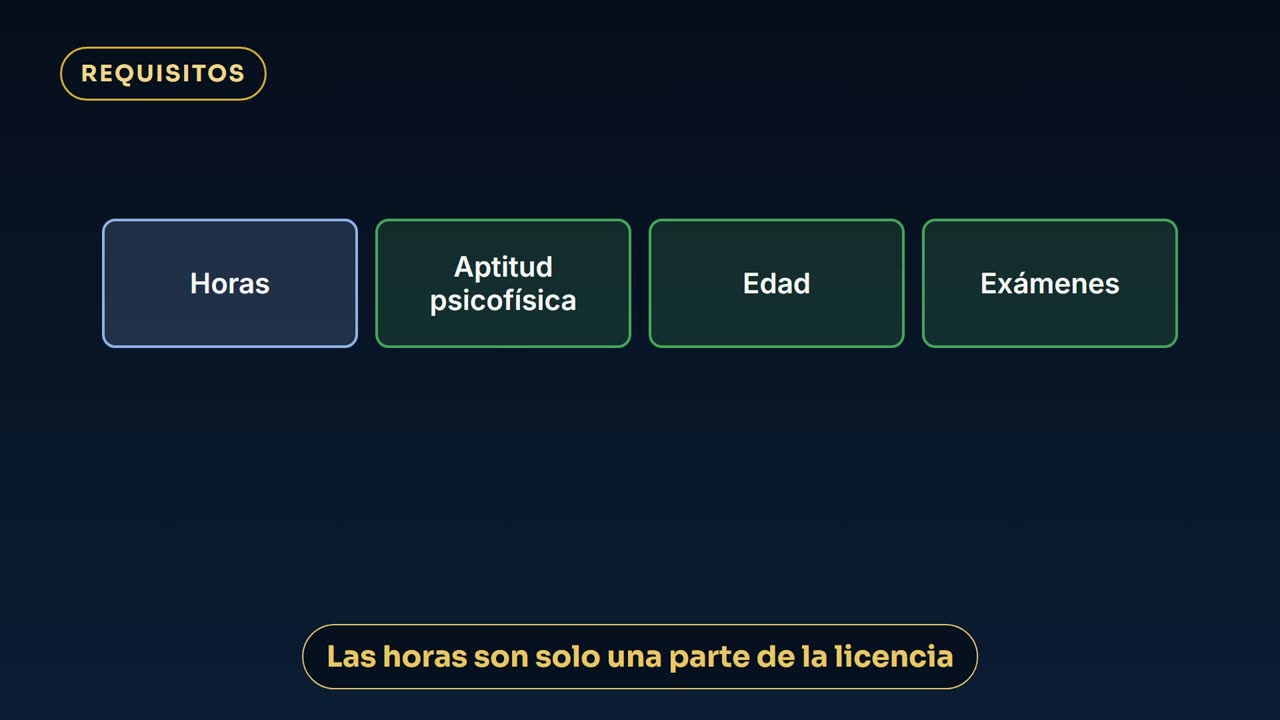 REQUISITOS
Horas
Aptitud
psicofísica
Edad
Exámenes
Las horas son solo una parte de la licencia